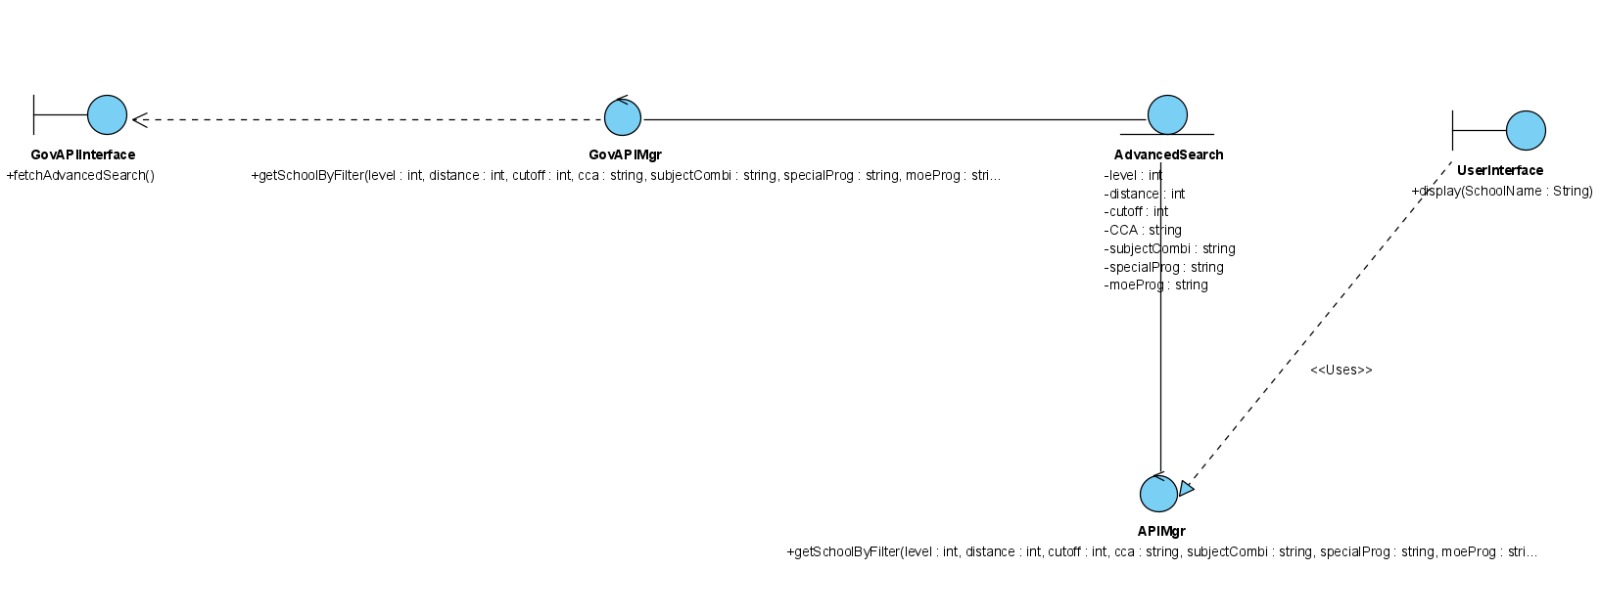 GovAPIInterface
+fetchAdvancedSearch()
GovAPIMgr
+getSchoolByFilter(level : int, distance : int, cutoff : int, cca : string, subjectCombi : string, specialProg : string, moeProg : stri...
AdvancedSearch
-level : int
-distance : int
-cutoff : int
-CCA : string
-subjectCombi : string
-specialProg : string
-moeProg : string
UserInterface
+display(SchoolName : String)
<<Uses>>
APIMgr
+getSchoolByFilter(level : int, distance : int, cutoff : int, cca : string, subjectCombi : string, specialProg : string, moeProg : stri...